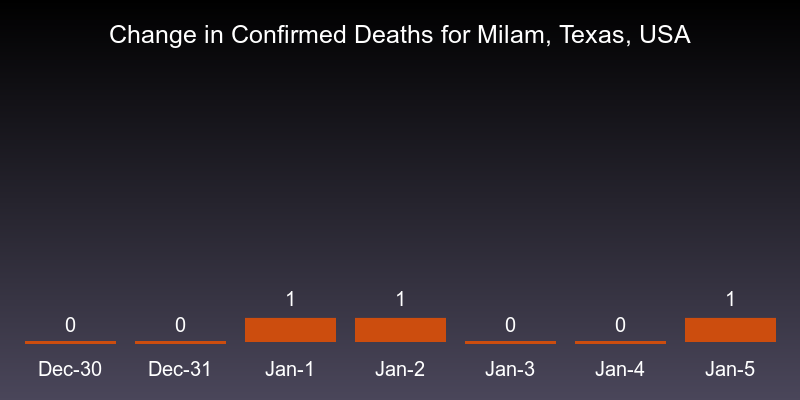 Change in Confirmed Deaths for Milam, Texas, USA
0 0 1 1 0 0 1
Dec-30 Dec-31 Jan-1 Jan-2 Jan-3 Jan-4 Jan-5